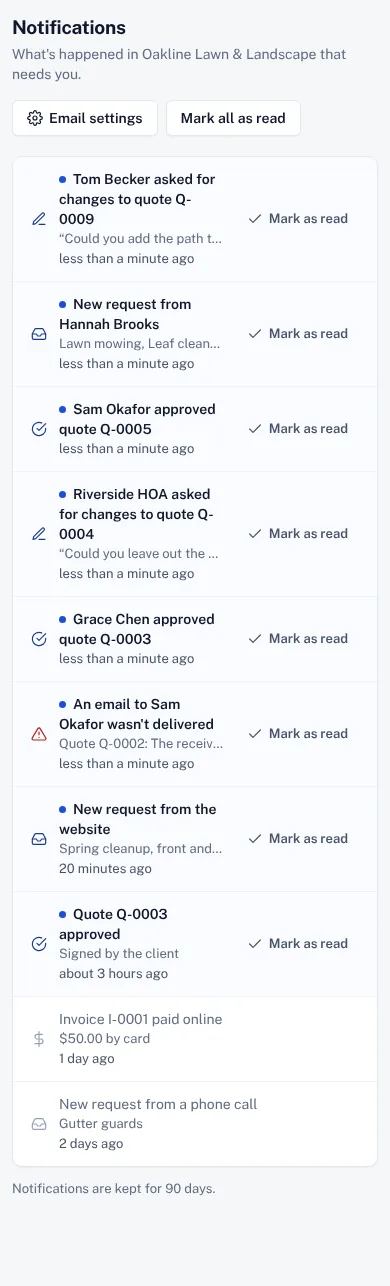 Notifications
What's happened in Oakline Lawn & Landscape that
needs you.
Email settings
Mark all as read
Tom Becker asked for
changes to quote Q-
0009
“Could you add the path t...
less than a minute ago
Mark as read
New request from
Hannah Brooks
Lawn mowing, Leaf clean...
less than a minute ago
Mark as read
Sam Okafor approved
quote Q-0005
less than a minute ago
Mark as read
Riverside HOA asked
for changes to quote Q-
0004
“Could you leave out the ...
less than a minute ago
Mark as read
Grace Chen approved
quote Q-0003
less than a minute ago
Mark as read
An email to Sam
Okafor wasn't delivered
Quote Q-0002: The receiv...
less than a minute ago
Mark as read
New request from the
website
Spring cleanup, front and...
20 minutes ago
Mark as read
Quote Q-0003
approved
Signed by the client
about 3 hours ago
Mark as read
Invoice I-0001 paid online
$50.00 by card
1 day ago
New request from a phone call
Gutter guards
2 days ago
Notifications are kept for 90 days.